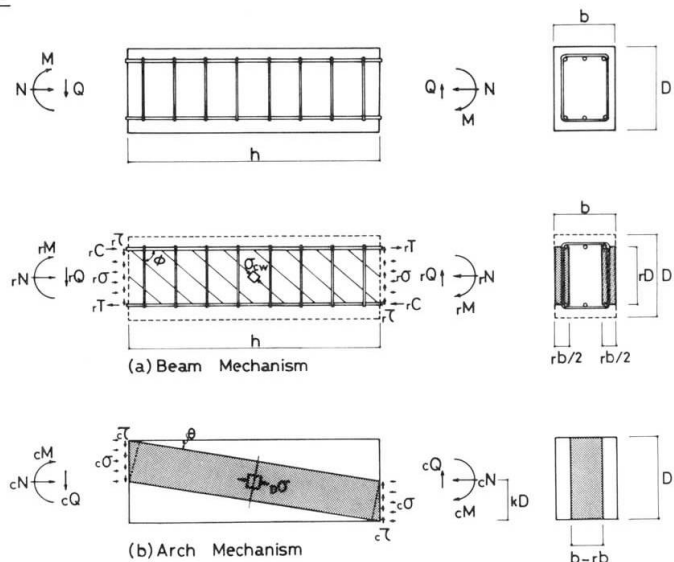 b
M
N
Q
Q
N
M
D
h
b
rM
rN
rQ
rC
rτ
rσ
rT
φ
σcw
rT
rσ
rC
rτ
rQ
rN
rM
rD
D
h
rb/2
rb/2
(a) Beam Mechanism
cM
cN
cQ
cτ
cσ
θ
Dσ
cσ
cτ
cQ
cN
cM
kD
D
(b) Arch Mechanism
b-rb